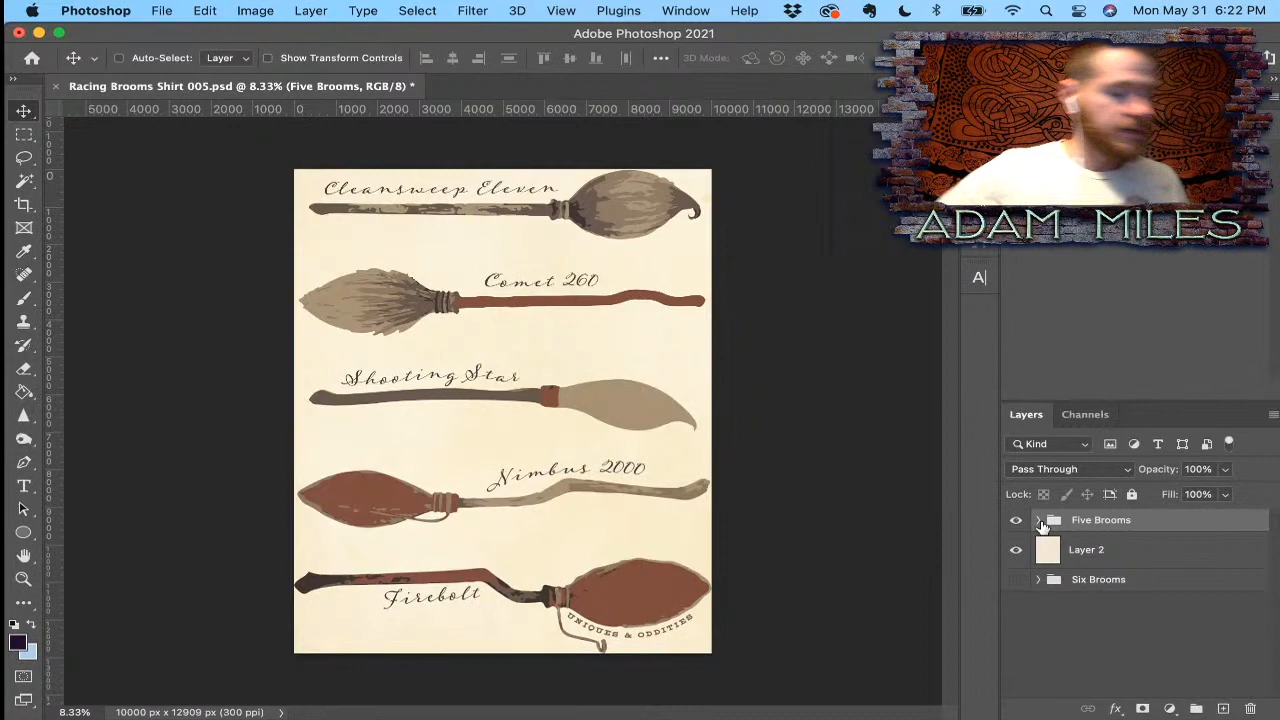 Photoshop File Edit Image Layer Type Select Filter 3D View Plugins Window Help Mon May 31 6:22 PM
Adobe Photoshop 2021
Auto-Select: Layer Show Transform Controls 3D Mode:
Racing Brooms Shirt 005.psd @ 8.33% (Five Brooms, RGB/8) *
5000 4000 3000 2000 1000 0 1000 2000 3000 4000 5000 6000 7000 8000 9000 10000 11000 12000 13000
ADAM MILES
Cleansweep Eleven
Comet 260
Shooting Star
Nimbus 2000
Firebolt
UNIQUES & ODDITIES
A|
Layers Channels
Kind
Pass Through Opacity: 100%
Lock: Fill: 100%
Five Brooms
Layer 2
Six Brooms
fx
8.33% 10000 px x 12909 px (300 ppi)